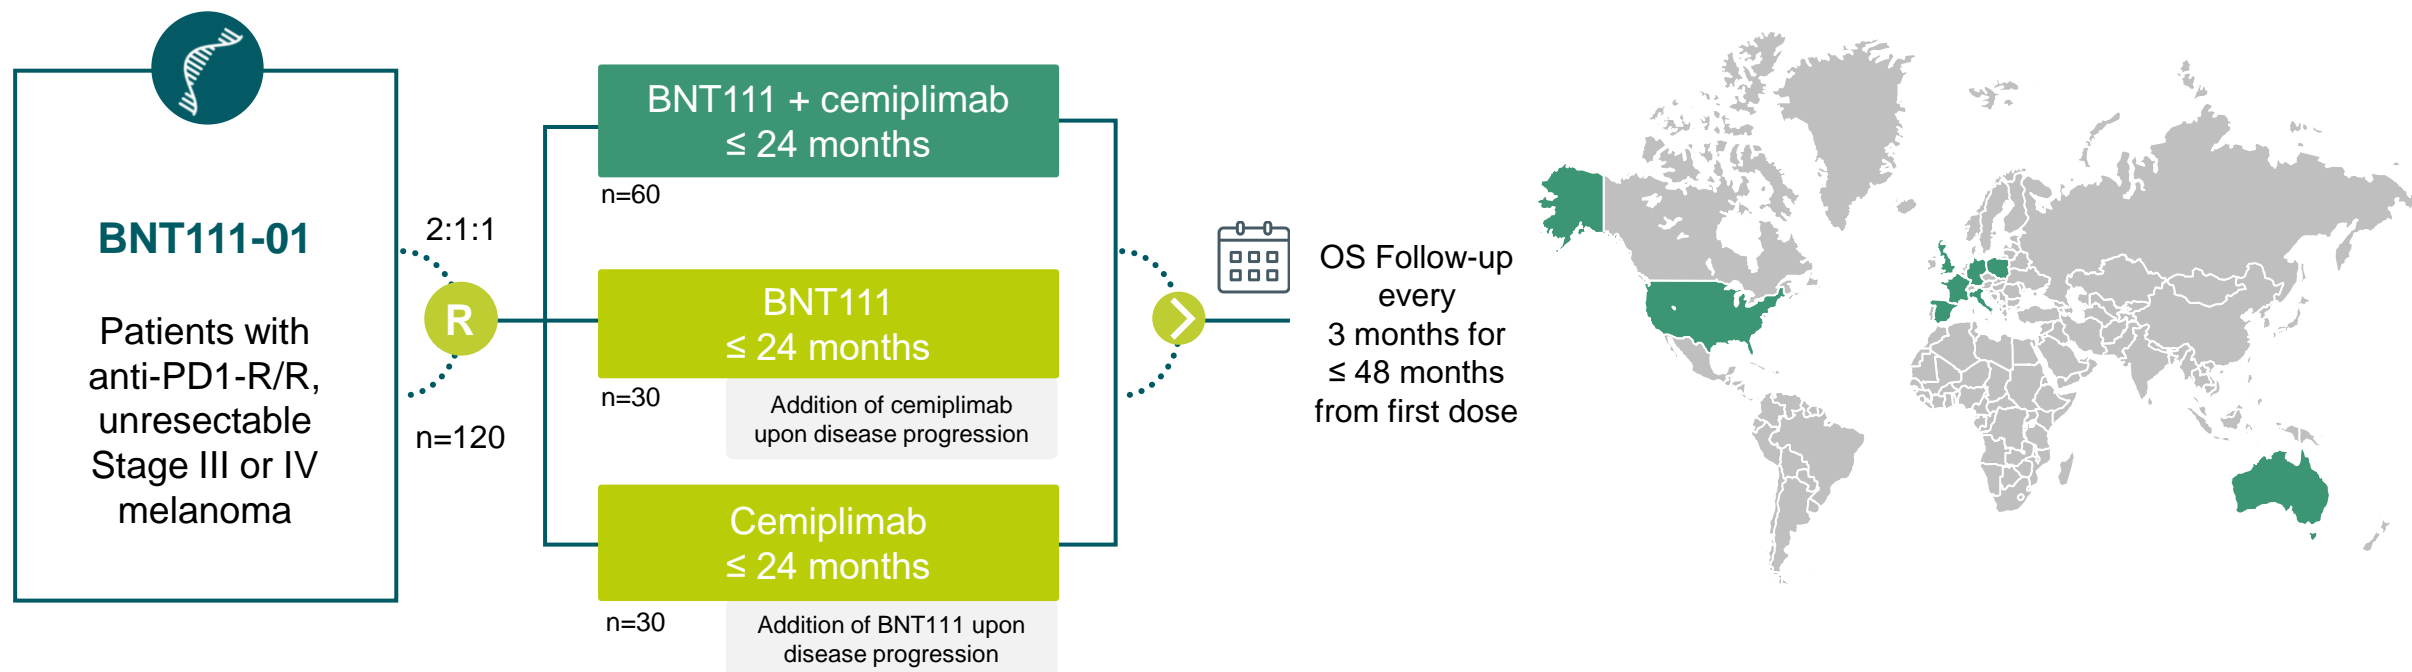 BNT111-01
Patients with
anti-PD1-R/R,
unresectable
Stage III or IV
melanoma
2:1:1
R
n=120
BNT111 + cemiplimab
≤ 24 months
n=60
BNT111
≤ 24 months
n=30
Addition of cemiplimab
upon disease progression
Cemiplimab
≤ 24 months
n=30
Addition of BNT111 upon
disease progression
OS Follow-up
every
3 months for
≤ 48 months
from first dose